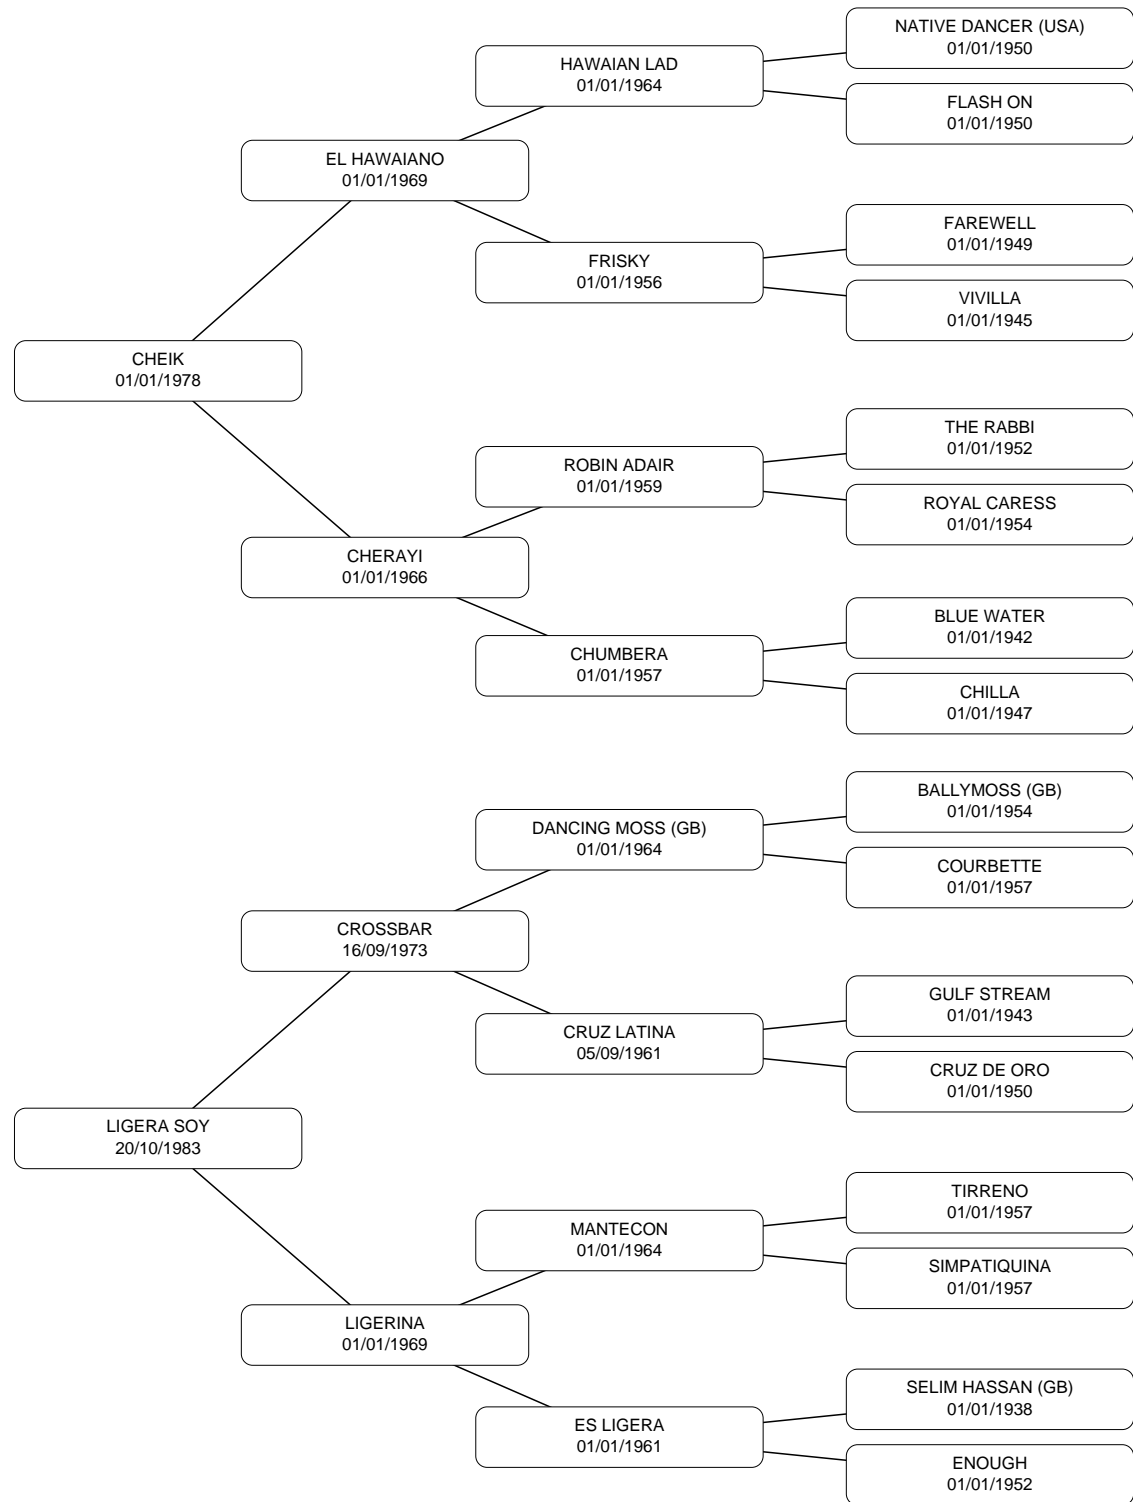 NATIVE DANCER (USA)
01/01/1950
HAWAIAN LAD
01/01/1964
FLASH ON
01/01/1950
EL HAWAIANO
01/01/1969
FAREWELL
01/01/1949
FRISKY
01/01/1956
VIVILLA
01/01/1945
CHEIK
01/01/1978
THE RABBI
01/01/1952
ROBIN ADAIR
01/01/1959
ROYAL CARESS
01/01/1954
CHERAYI
01/01/1966
BLUE WATER
01/01/1942
CHUMBERA
01/01/1957
CHILLA
01/01/1947
BALLYMOSS (GB)
01/01/1954
DANCING MOSS (GB)
01/01/1964
COURBETTE
01/01/1957
CROSSBAR
16/09/1973
GULF STREAM
01/01/1943
CRUZ LATINA
05/09/1961
CRUZ DE ORO
01/01/1950
LIGERA SOY
20/10/1983
TIRRENO
01/01/1957
MANTECON
01/01/1964
SIMPATIQUINA
01/01/1957
LIGERINA
01/01/1969
SELIM HASSAN (GB)
01/01/1938
ES LIGERA
01/01/1961
ENOUGH
01/01/1952